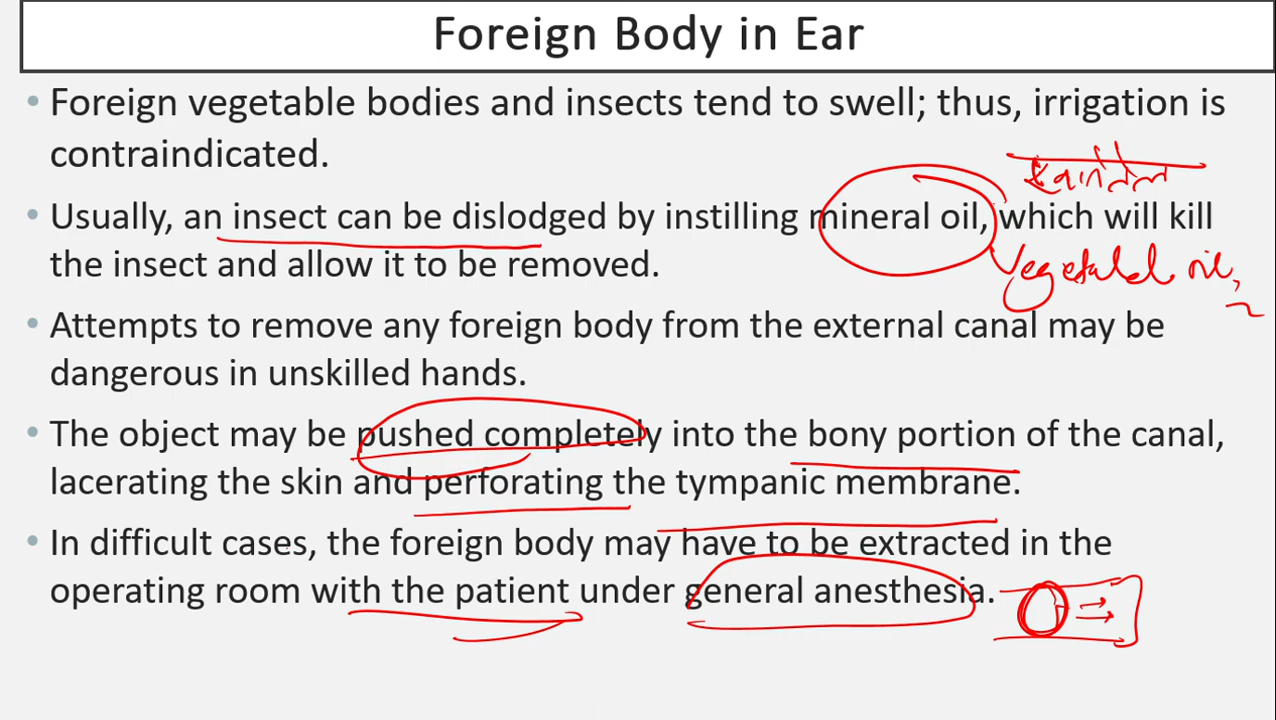 Foreign Body in Ear
• Foreign vegetable bodies and insects tend to swell; thus, irrigation is
contraindicated.
• Usually, an insect can be dislodged by instilling mineral oil, which will kill
the insect and allow it to be removed.
Vegetabel oil,
• Attempts to remove any foreign body from the external canal may be
dangerous in unskilled hands.
• The object may be pushed completely into the bony portion of the canal,
lacerating the skin and perforating the tympanic membrane.
• In difficult cases, the foreign body may have to be extracted in the
operating room with the patient under general anesthesia.